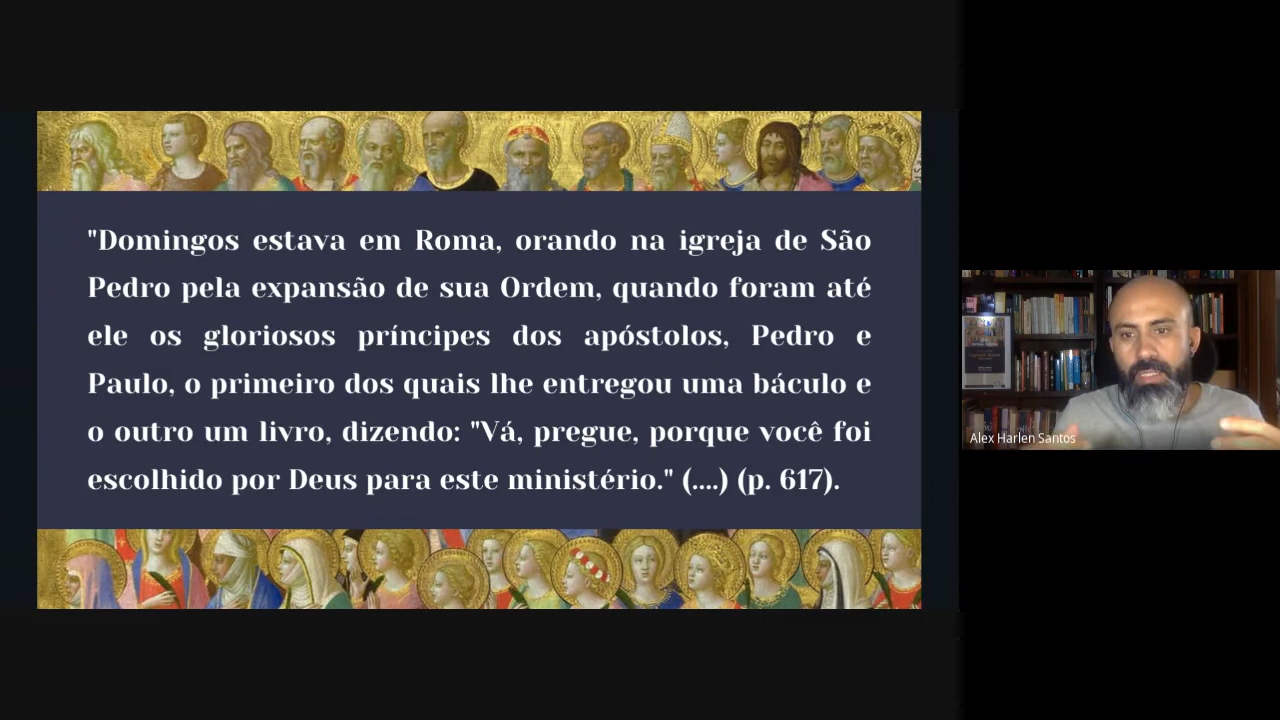 "Domingos estava em Roma, orando na igreja de São
Pedro pela expansão de sua Ordem, quando foram até
ele os gloriosos príncipes dos apóstolos, Pedro e
Paulo, o primeiro dos quais lhe entregou uma báculo e
o outro um livro, dizendo: "Vá, pregue, porque você foi
escolhido por Deus para este ministério." (....) (p. 617).
Alex Harlen Santos